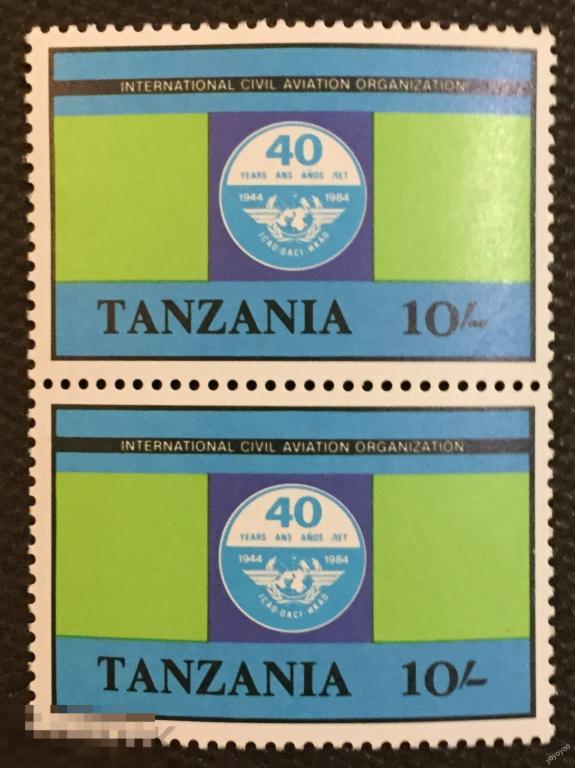 INTERNATIONAL CIVIL AVIATION ORGANIZATION
40
YEARS ANS AÑOS ЛЕТ
1944 1984
ICAO·OACI·ИКАО
TANZANIA 10/-
INTERNATIONAL CIVIL AVIATION ORGANIZATION
40
YEARS ANS AÑOS ЛЕТ
1944 1984
ICAO·OACI·ИКАО
TANZANIA 10/-
yoyoyoo